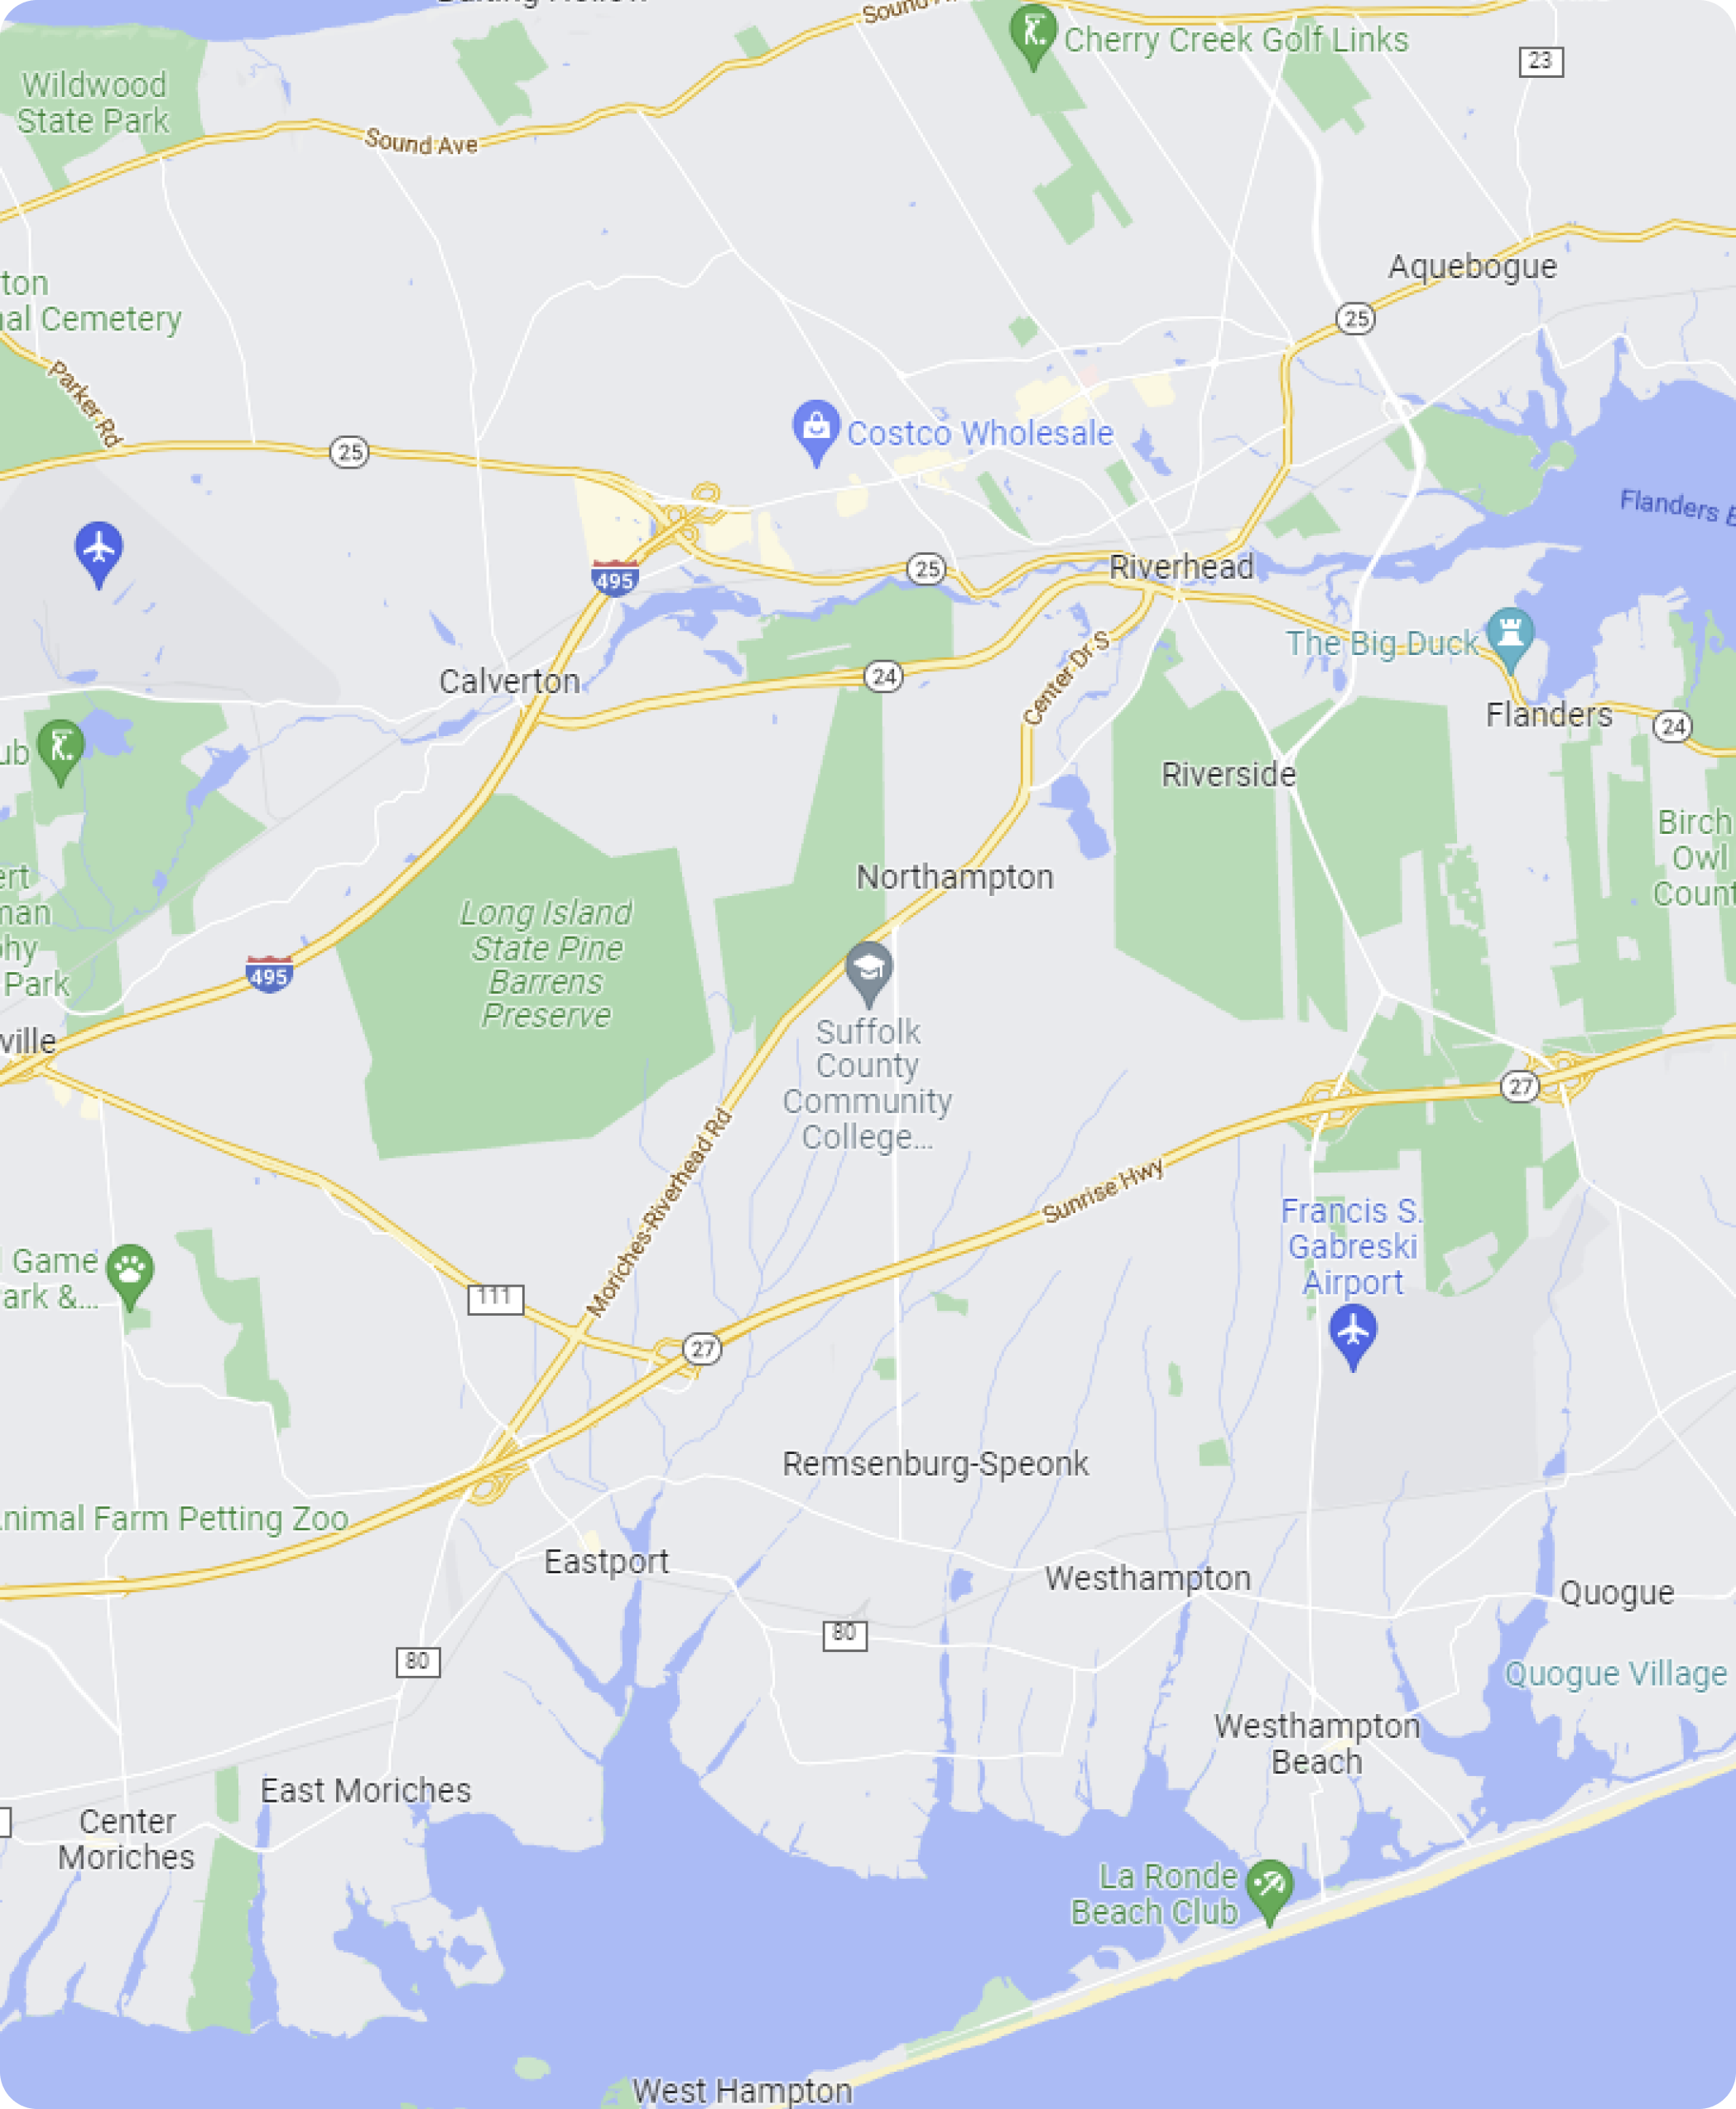 Sound Av
Cherry Creek Golf Links
23
Wildwood
State Park
Sound Ave
Aquebogue
ton
al Cemetery
25
Parker Rd
Costco Wholesale
25
Flanders
495
25
Riverhead
The Big Duck
Calverton
24
Center Dr S
Flanders
24
ub
Riverside
Birch
Owl
Count
Northampton
ert
man
phy
Park
Long Island
State Pine
Barrens
Preserve
495
ville
Suffolk
County
Community
College...
27
Moriches-Riverhead Rd
Sunrise Hwy
Francis S.
Gabreski
Airport
Game
ark &...
111
27
Remsenburg-Speonk
nimal Farm Petting Zoo
Eastport
Westhampton
Quogue
80
80
Quogue Village
Westhampton
Beach
East Moriches
Center
Moriches
La Ronde
Beach Club
West Hampton